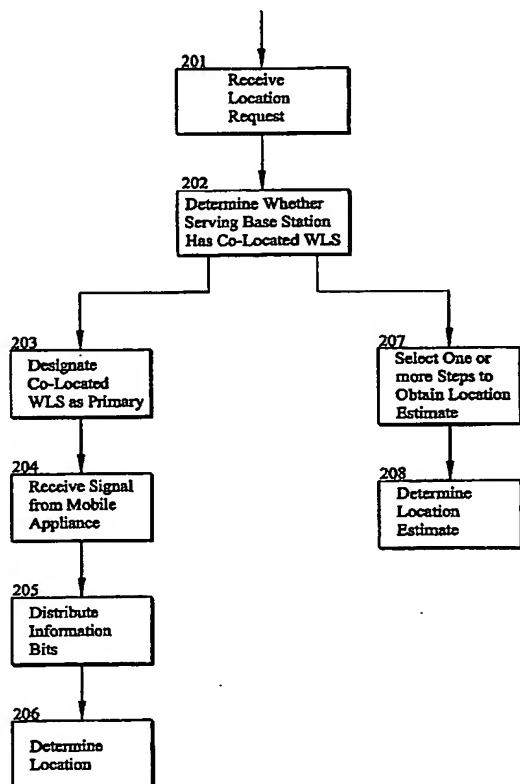 201
Receive
Location
Request
202
Determine Whether
Serving Base Station
Has Co-Located WLS
203
Designate
Co-Located
WLS as Primary
204
Receive Signal
from Mobile
Appliance
205
Distribute
Information
Bits
206
Determine
Location
207
Select One or
more Steps to
Obtain Location
Estimate
208
Determine
Location
Estimate